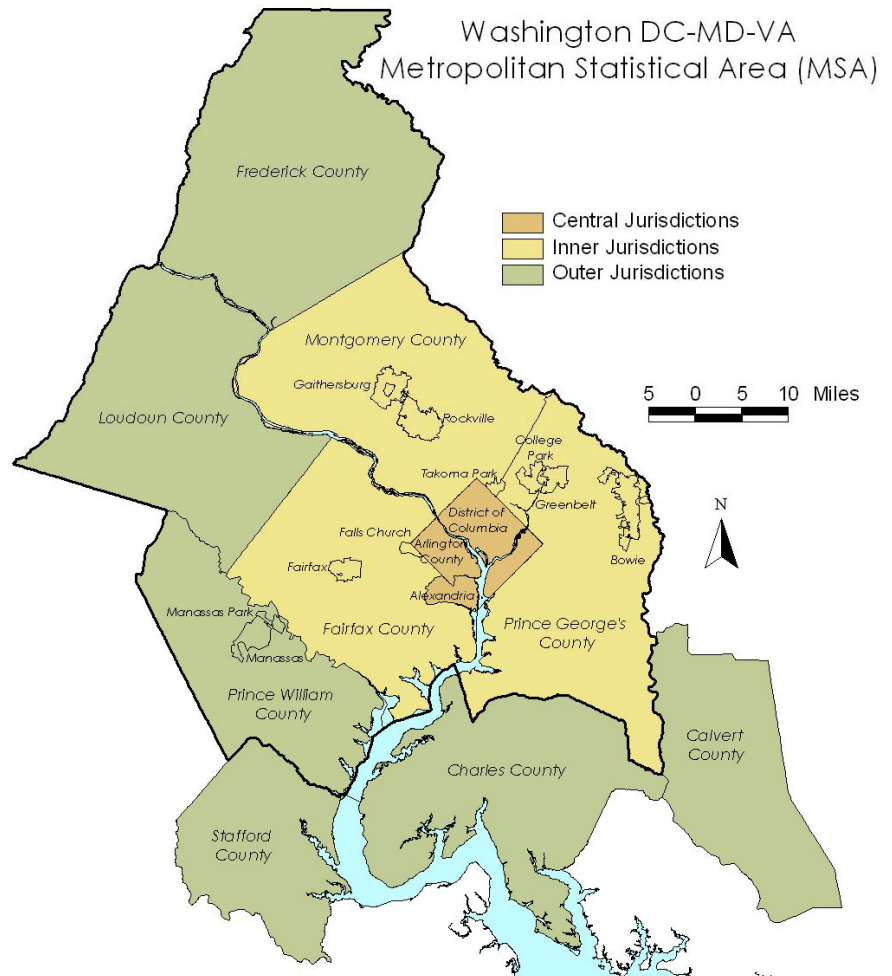 Washington DC-MD-VA
Metropolitan Statistical Area (MSA)
Frederick County
Central Jurisdictions
Inner Jurisdictions
Outer Jurisdictions
Montgomery County
Gaithersburg
Rockville
Loudoun County
5 0 5 10 Miles
College
Park
Takoma Park
Greenbelt
District of
Columbia
N
Falls Church
Arlington
County
Bowie
Fairfax
Alexandria
Manassas Park
Fairfax County
Prince George's
County
Manassas
Prince William
County
Calvert
County
Charles County
Stafford
County